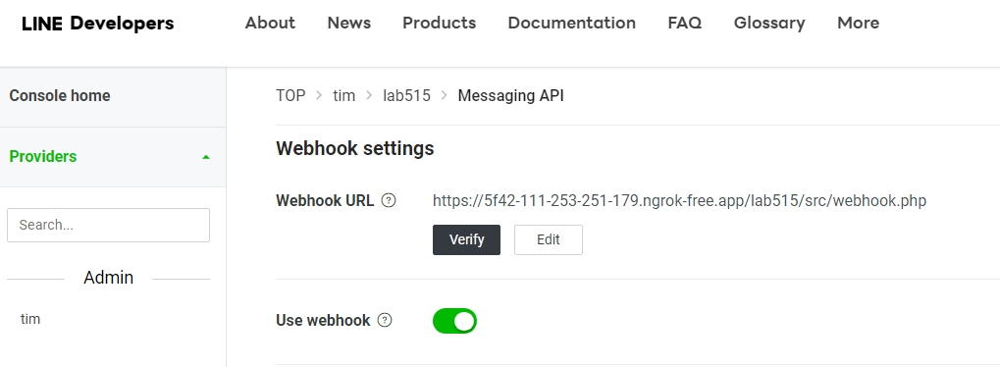 LINE Developers About News Products Documentation FAQ Glossary More
Console home
Providers
Search...
Admin
tim
TOP > tim > lab515 > Messaging API
Webhook settings
Webhook URL ? https://5f42-111-253-251-179.ngrok-free.app/lab515/src/webhook.php
Verify Edit
Use webhook ?